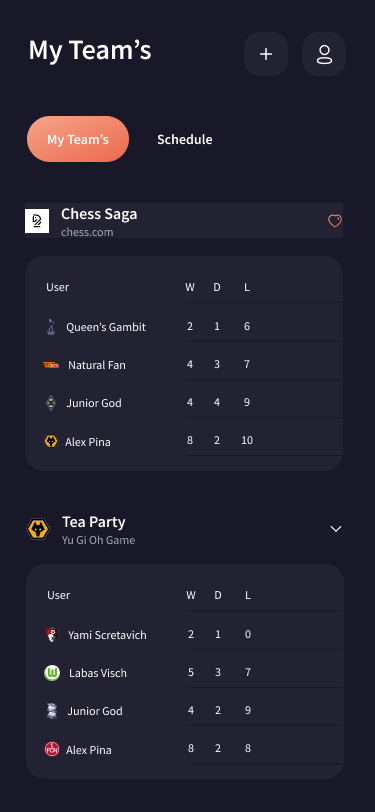 My Team’s
My Team’s Schedule
Chess Saga
chess.com
User W D L
Queen’s Gambit 2 1 6
Natural Fan 4 3 7
Junior God 4 4 9
Alex Pina 8 2 10
Tea Party
Yu Gi Oh Game
User W D L
Yami Scretavich 2 1 0
Labas Visch 5 3 7
Junior God 4 2 9
Alex Pina 8 2 8